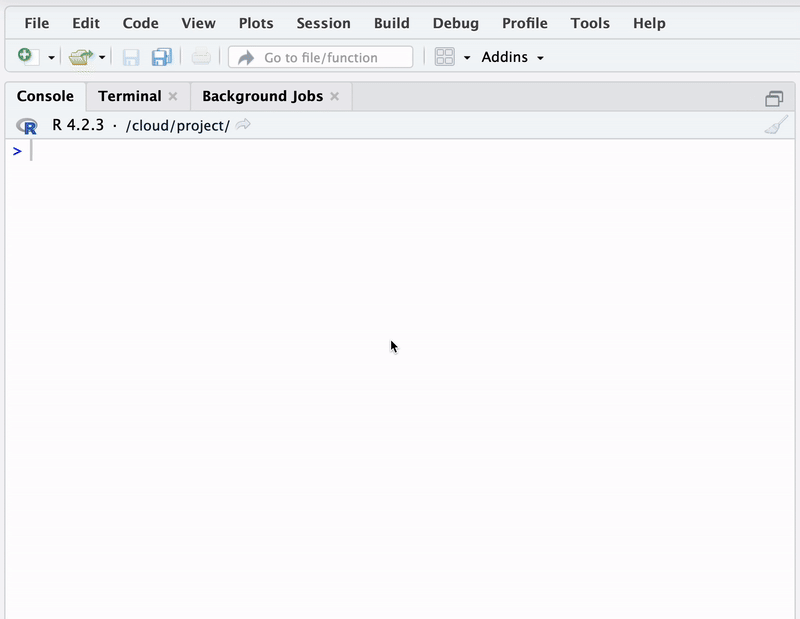 File Edit Code View Plots Session Build Debug Profile Tools Help
Go to file/function Addins
Console Terminal Background Jobs
R R 4.2.3 · /cloud/project/
>